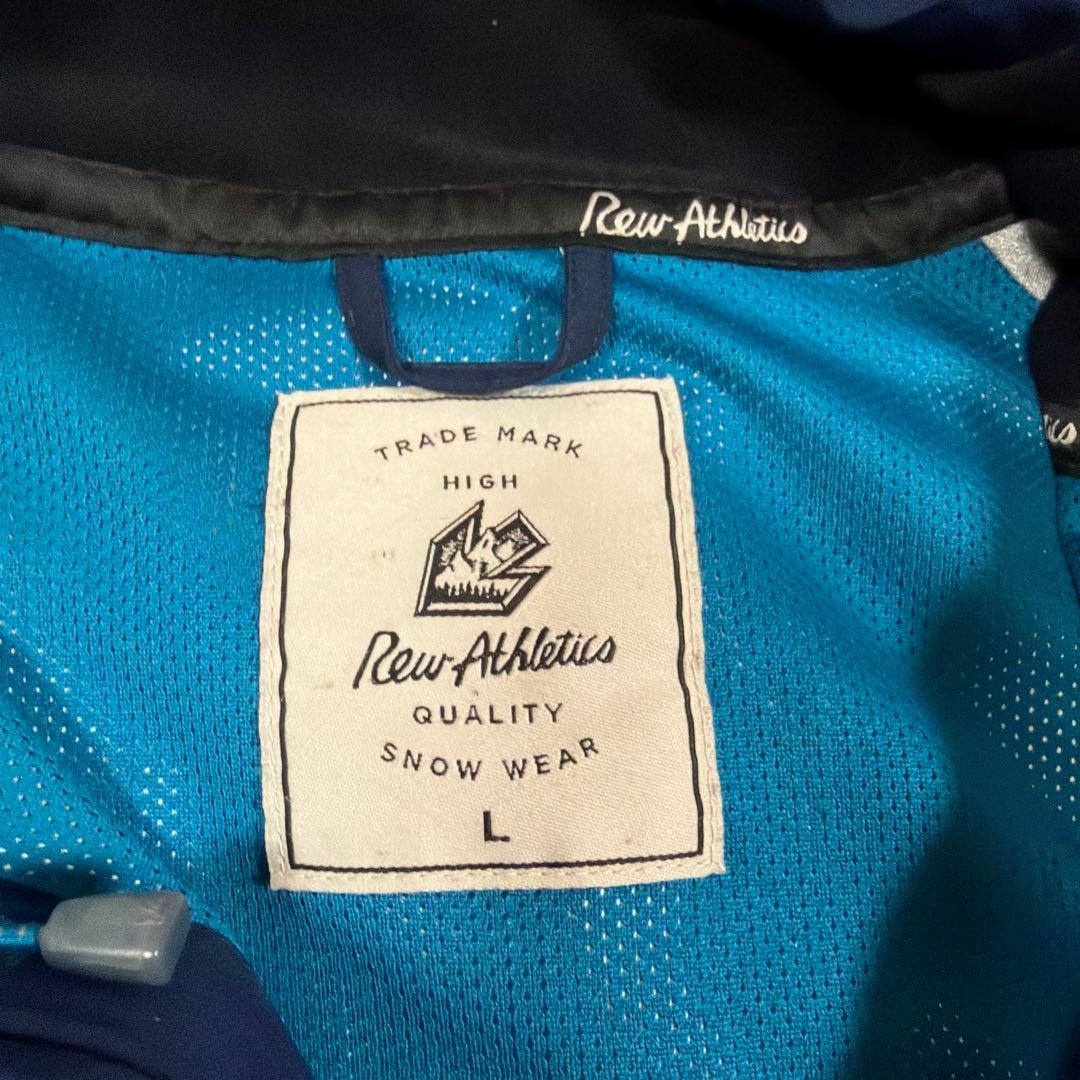 Rew-Athletics
TRADE MARK
HIGH
Rew-Athletics
QUALITY
SNOW WEAR
L